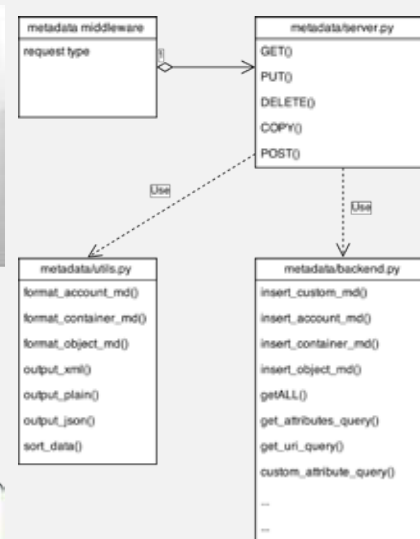 metadata middleware
request type
1
metadata/server.py
GET()
PUT()
DELETE()
COPY()
POST()
Use
Use
metadata/utils.py
format_account_md()
format_container_md()
format_object_md()
output_xml()
output_plain()
output_json()
sort_data()
metadata/backend.py
insert_custom_md()
insert_account_md()
insert_container_md()
insert_object_md()
getALL()
get_attributes_query()
get_uri_query()
custom_attribute_query()
...
...